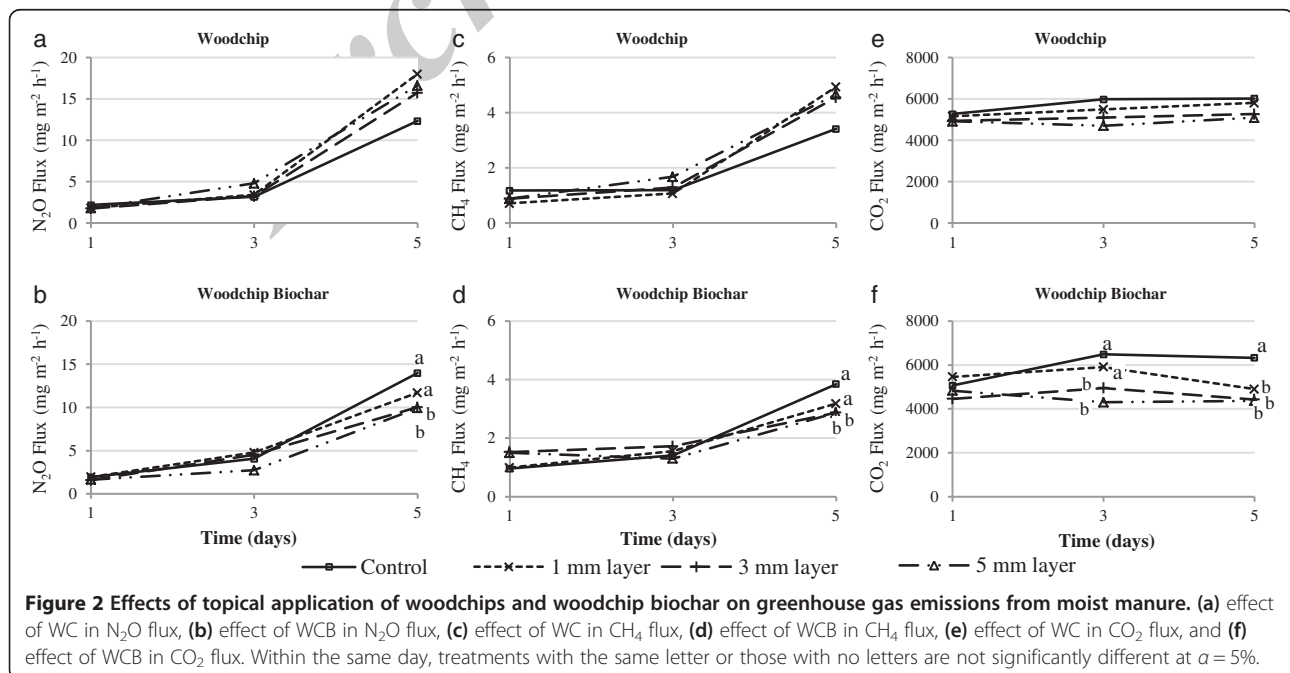 a Woodchip
N₂O Flux (mg m⁻² h⁻¹)
20
15
10
5
0
1 3 5
c Woodchip
CH₄ Flux (mg m⁻² h⁻¹)
6
4
2
0
1 3 5
e Woodchip
CO₂ Flux (mg m⁻² h⁻¹)
8000
6000
4000
2000
0
1 3 5
b Woodchip Biochar
N₂O Flux (mg m⁻² h⁻¹)
20
15
10
5
0
a
a
b
1 3 5
Time (days)
d Woodchip Biochar
CH₄ Flux (mg m⁻² h⁻¹)
6
4
2
0
a
a
b
b
1 3 5
Time (days)
f Woodchip Biochar
CO₂ Flux (mg m⁻² h⁻¹)
8000
6000
4000
2000
0
a
a
b
b
a
b
b
b
1 3 5
Time (days)
Control 1 mm layer 3 mm layer 5 mm layer
Figure 2 Effects of topical application of woodchips and woodchip biochar on greenhouse gas emissions from moist manure. (a) effect
of WC in N₂O flux, (b) effect of WCB in N₂O flux, (c) effect of WC in CH₄ flux, (d) effect of WCB in CH₄ flux, (e) effect of WC in CO₂ flux, and (f)
effect of WCB in CO₂ flux. Within the same day, treatments with the same letter or those with no letters are not significantly different at α = 5%.